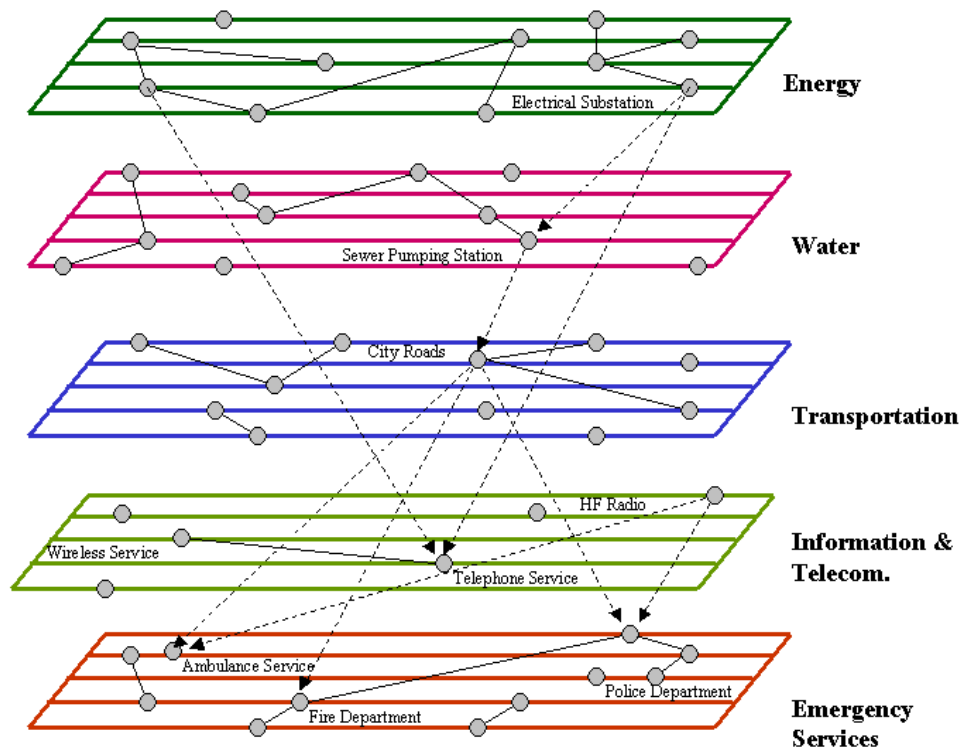 Energy
Electrical Substation
Water
Sewer Pumping Station
City Roads
Transportation
HF Radio
Wireless Service
Information &
Telecom.
Telephone Service
Ambulance Service
Police Department
Fire Department
Emergency
Services